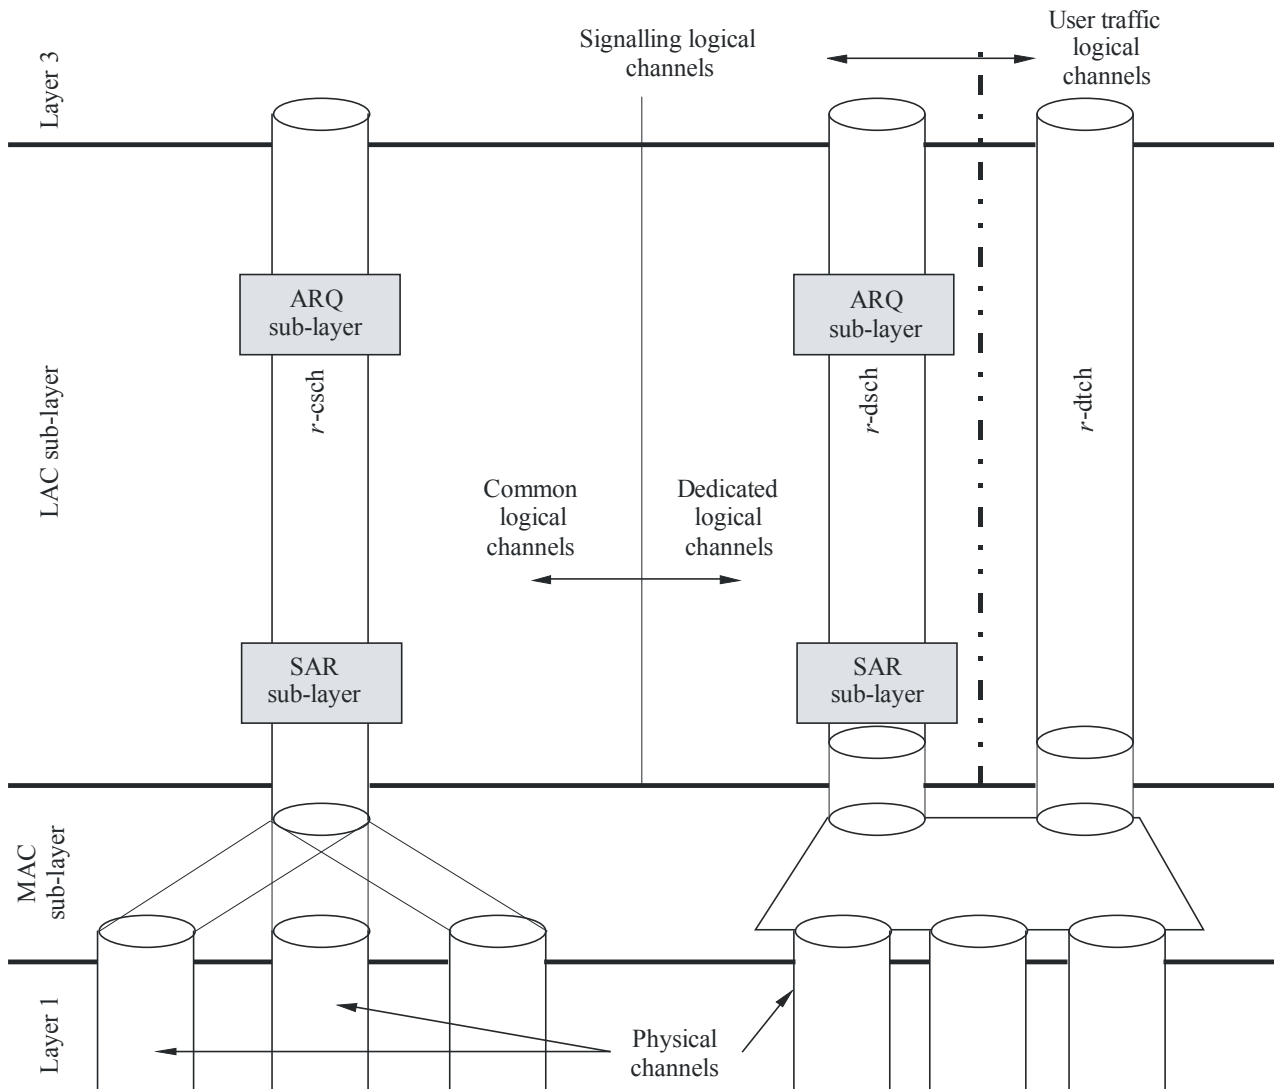 Layer 3
Signalling logical
channels
User traffic
logical
channels
LAC sub-layer
ARQ
sub-layer
r-csch
ARQ
sub-layer
r-dsch
r-dtch
Common
logical
channels
Dedicated
logical
channels
SAR
sub-layer
SAR
sub-layer
MAC
sub-layer
Layer 1
Physical
channels